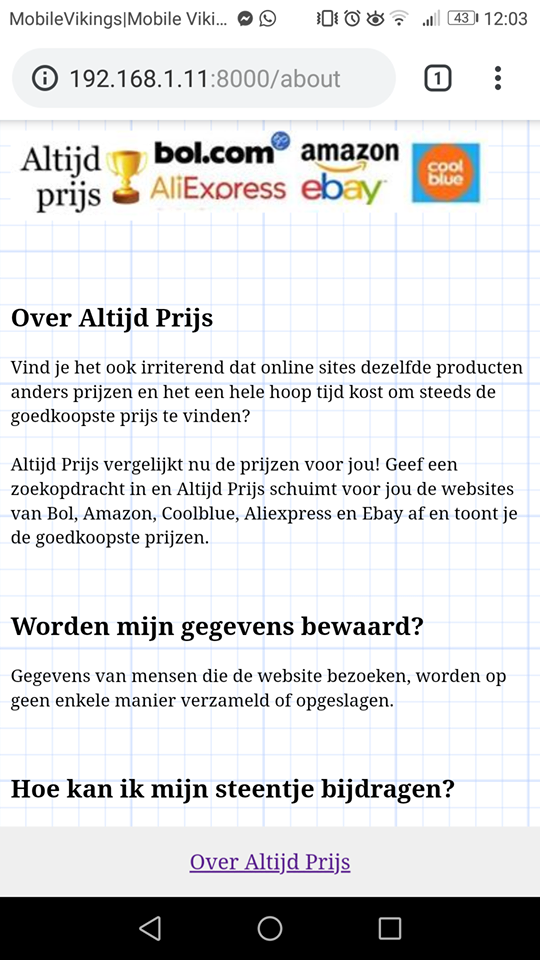 MobileVikings|Mobile Viki... 43 12:03
192.168.1.11:8000/about 1
Altijd prijs bol.com amazon cool blue
AliExpress ebay
Over Altijd Prijs
Vind je het ook irriterend dat online sites dezelfde producten
anders prijzen en het een hele hoop tijd kost om steeds de
goedkoopste prijs te vinden?
Altijd Prijs vergelijkt nu de prijzen voor jou! Geef een
zoekopdracht in en Altijd Prijs schuimt voor jou de websites
van Bol, Amazon, Coolblue, Aliexpress en Ebay af en toont je
de goedkoopste prijzen.
Worden mijn gegevens bewaard?
Gegevens van mensen die de website bezoeken, worden op
geen enkele manier verzameld of opgeslagen.
Hoe kan ik mijn steentje bijdragen?
Over Altijd Prijs